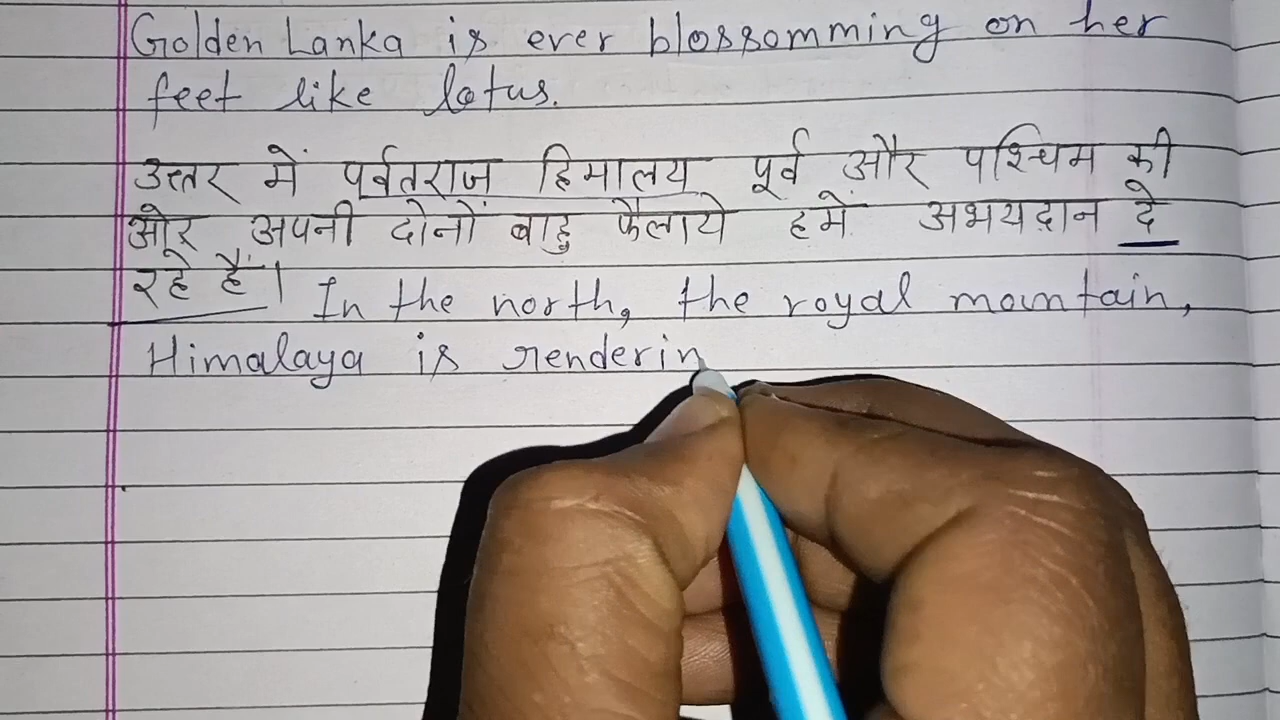 Golden Lanka is ever blossomming on her
feet like lotus.
उत्तर में पर्वतराज हिमालय पूर्व और पश्चिम की
ओर अपनी दोनों बाहु फैलाये हमें अभयदान दे
रहे हैं। In the north, the royal mountain,
Himalaya is renderin